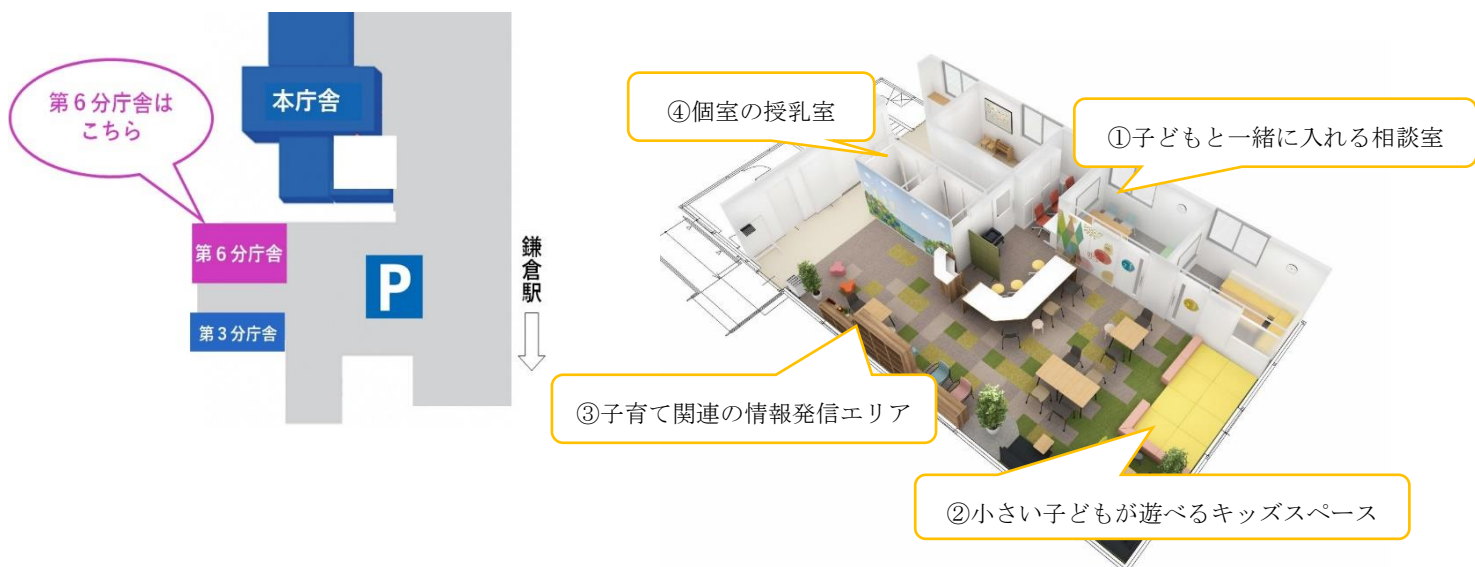 第6分庁舎は
こちら
本庁舎
第6分庁舎
P
第3分庁舎
鎌倉駅
④個室の授乳室
①子どもと一緒に入れる相談室
③子育て関連の情報発信エリア
②小さい子どもが遊べるキッズスペース